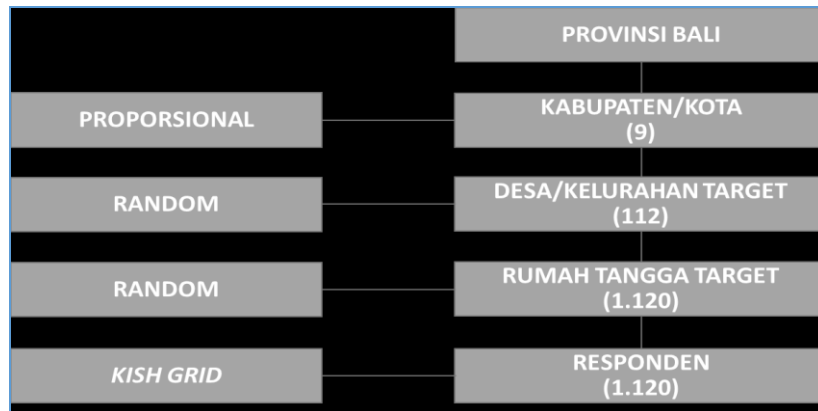 PROVINSI BALI
PROPORSIONAL
KABUPATEN/KOTA
(9)
RANDOM
DESA/KELURAHAN TARGET
(112)
RANDOM
RUMAH TANGGA TARGET
(1.120)
KISH GRID
RESPONDEN
(1.120)